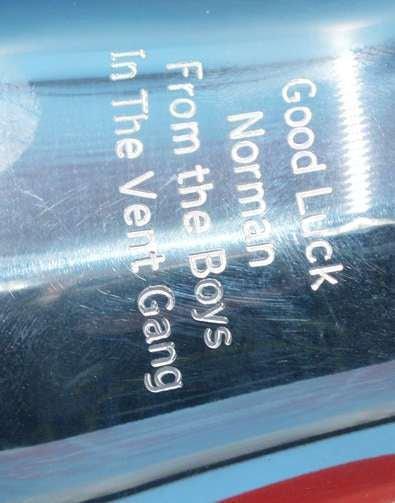 Good Luck
Norman
From the Boys
In The Vent Gang